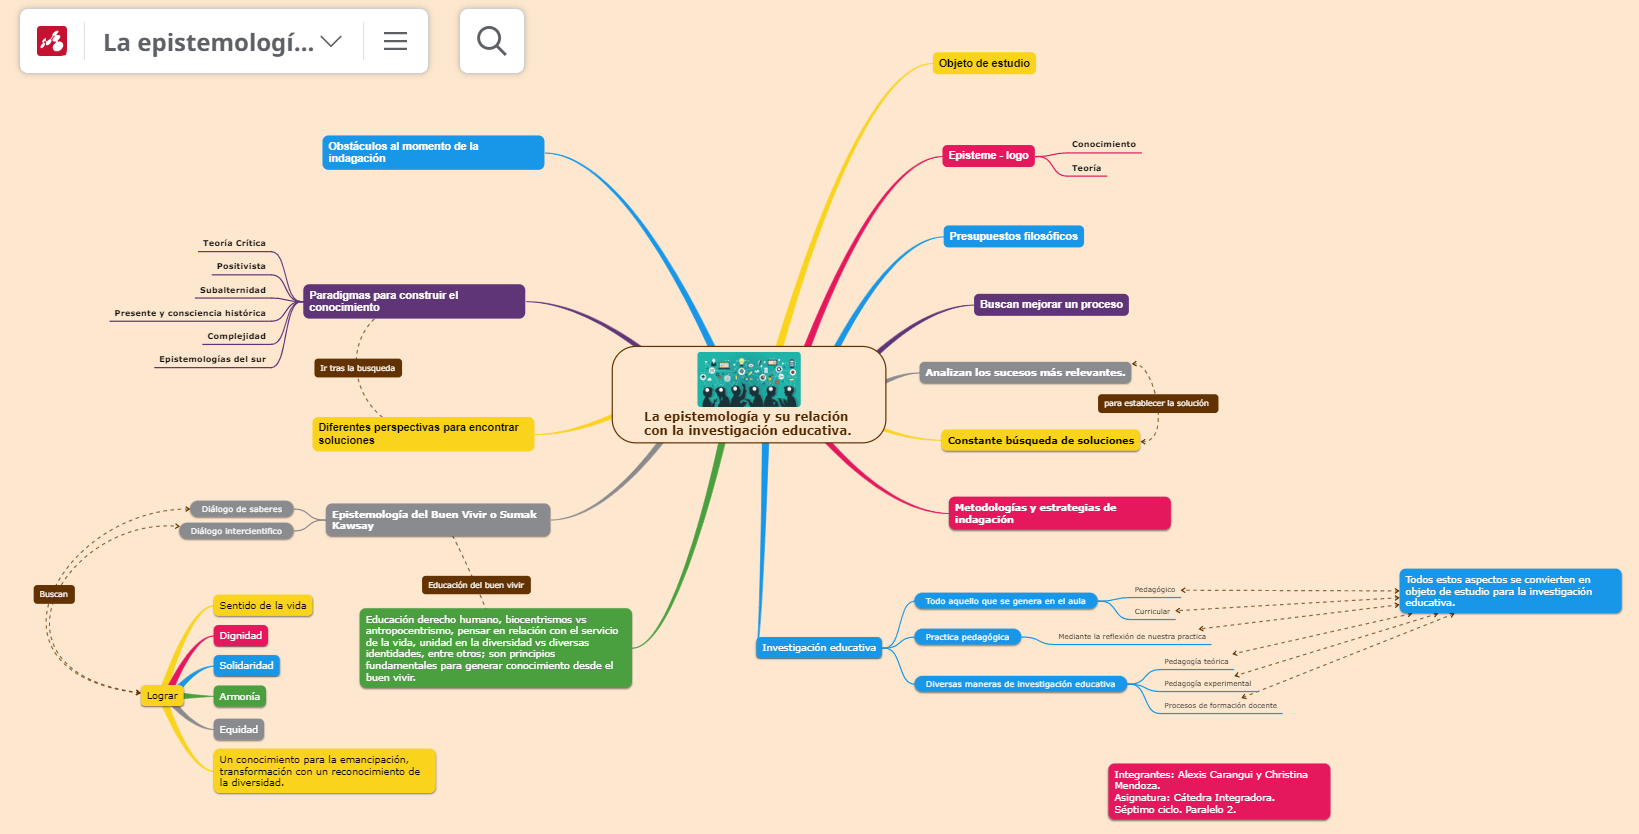 La epistemologí...
Objeto de estudio
Episteme - logo
Conocimiento
Teoría
Presupuestos filosóficos
Buscan mejorar un proceso
Analizan los sucesos más relevantes.
para establecer la solución
Constante búsqueda de soluciones
Metodologías y estrategias de
indagación
Obstáculos al momento de la
indagación
Paradigmas para construir el
conocimiento
Teoría Crítica
Positivista
Subalternidad
Presente y consciencia histórica
Complejidad
Epistemologías del sur
Ir tras la busqueda
Diferentes perspectivas para encontrar
soluciones
La epistemología y su relación
con la investigación educativa.
Epistemología del Buen Vivir o Sumak
Kawsay
Diálogo de saberes
Diálogo intercientifico
Buscan
Educación del buen vivir
Educación derecho humano, biocentrismos vs
antropocentrismo, pensar en relación con el servicio
de la vida, unidad en la diversidad vs diversas
identidades, entre otros; son principios
fundamentales para generar conocimiento desde el
buen vivir.
Lograr
Sentido de la vida
Dignidad
Solidaridad
Armonía
Equidad
Un conocimiento para la emancipación,
transformación con un reconocimiento de
la diversidad.
Investigación educativa
Todo aquello que se genera en el aula
Pedagógico
Curricular
Practica pedagógica
Mediante la reflexión de nuestra practica
Diversas maneras de investigación educativa
Pedagogía teórica
Pedagogía experimental
Procesos de formación docente
Todos estos aspectos se convierten en
objeto de estudio para la investigación
educativa.
Integrantes: Alexis Carangui y Christina
Mendoza.
Asignatura: Cátedra Integradora.
Séptimo ciclo. Paralelo 2.